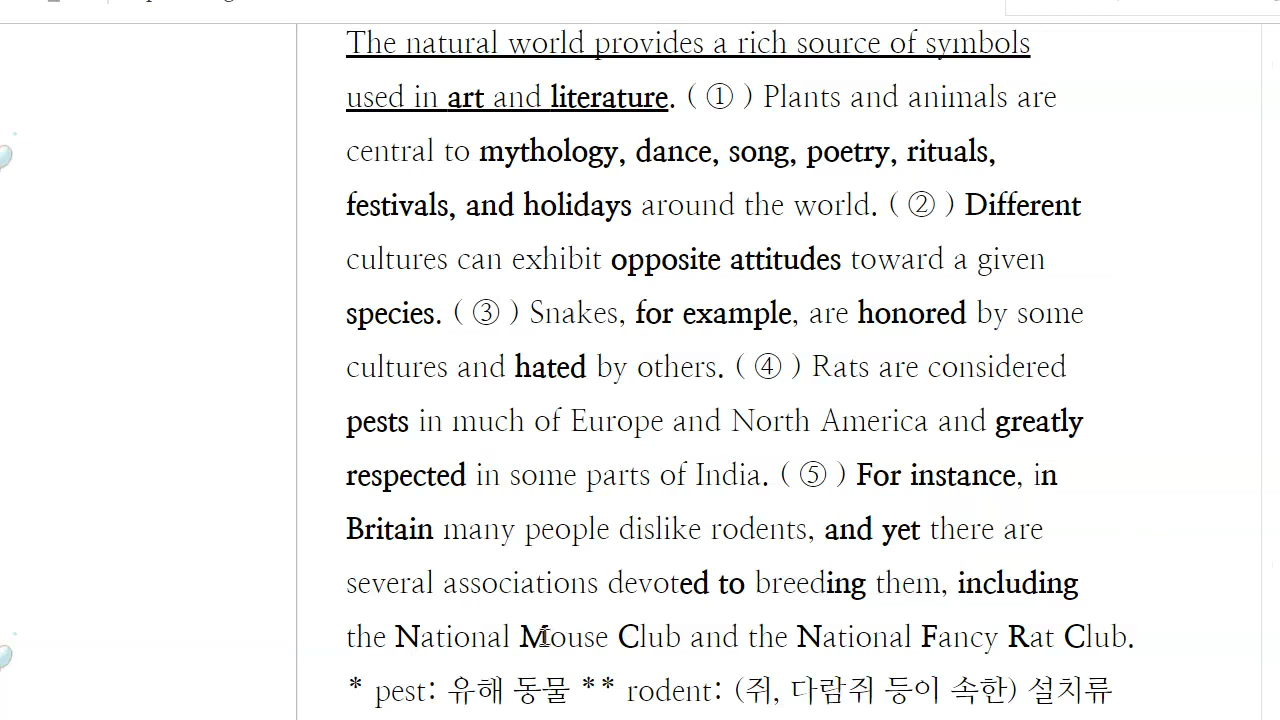 The natural world provides a rich source of symbols
used in art and literature. ( ① ) Plants and animals are
central to mythology, dance, song, poetry, rituals,
festivals, and holidays around the world. ( ② ) Different
cultures can exhibit opposite attitudes toward a given
species. ( ③ ) Snakes, for example, are honored by some
cultures and hated by others. ( ④ ) Rats are considered
pests in much of Europe and North America and greatly
respected in some parts of India. ( ⑤ ) For instance, in
Britain many people dislike rodents, and yet there are
several associations devoted to breeding them, including
the National Mouse Club and the National Fancy Rat Club.
* pest: 유해 동물 ** rodent: (쥐, 다람쥐 등이 속한) 설치류